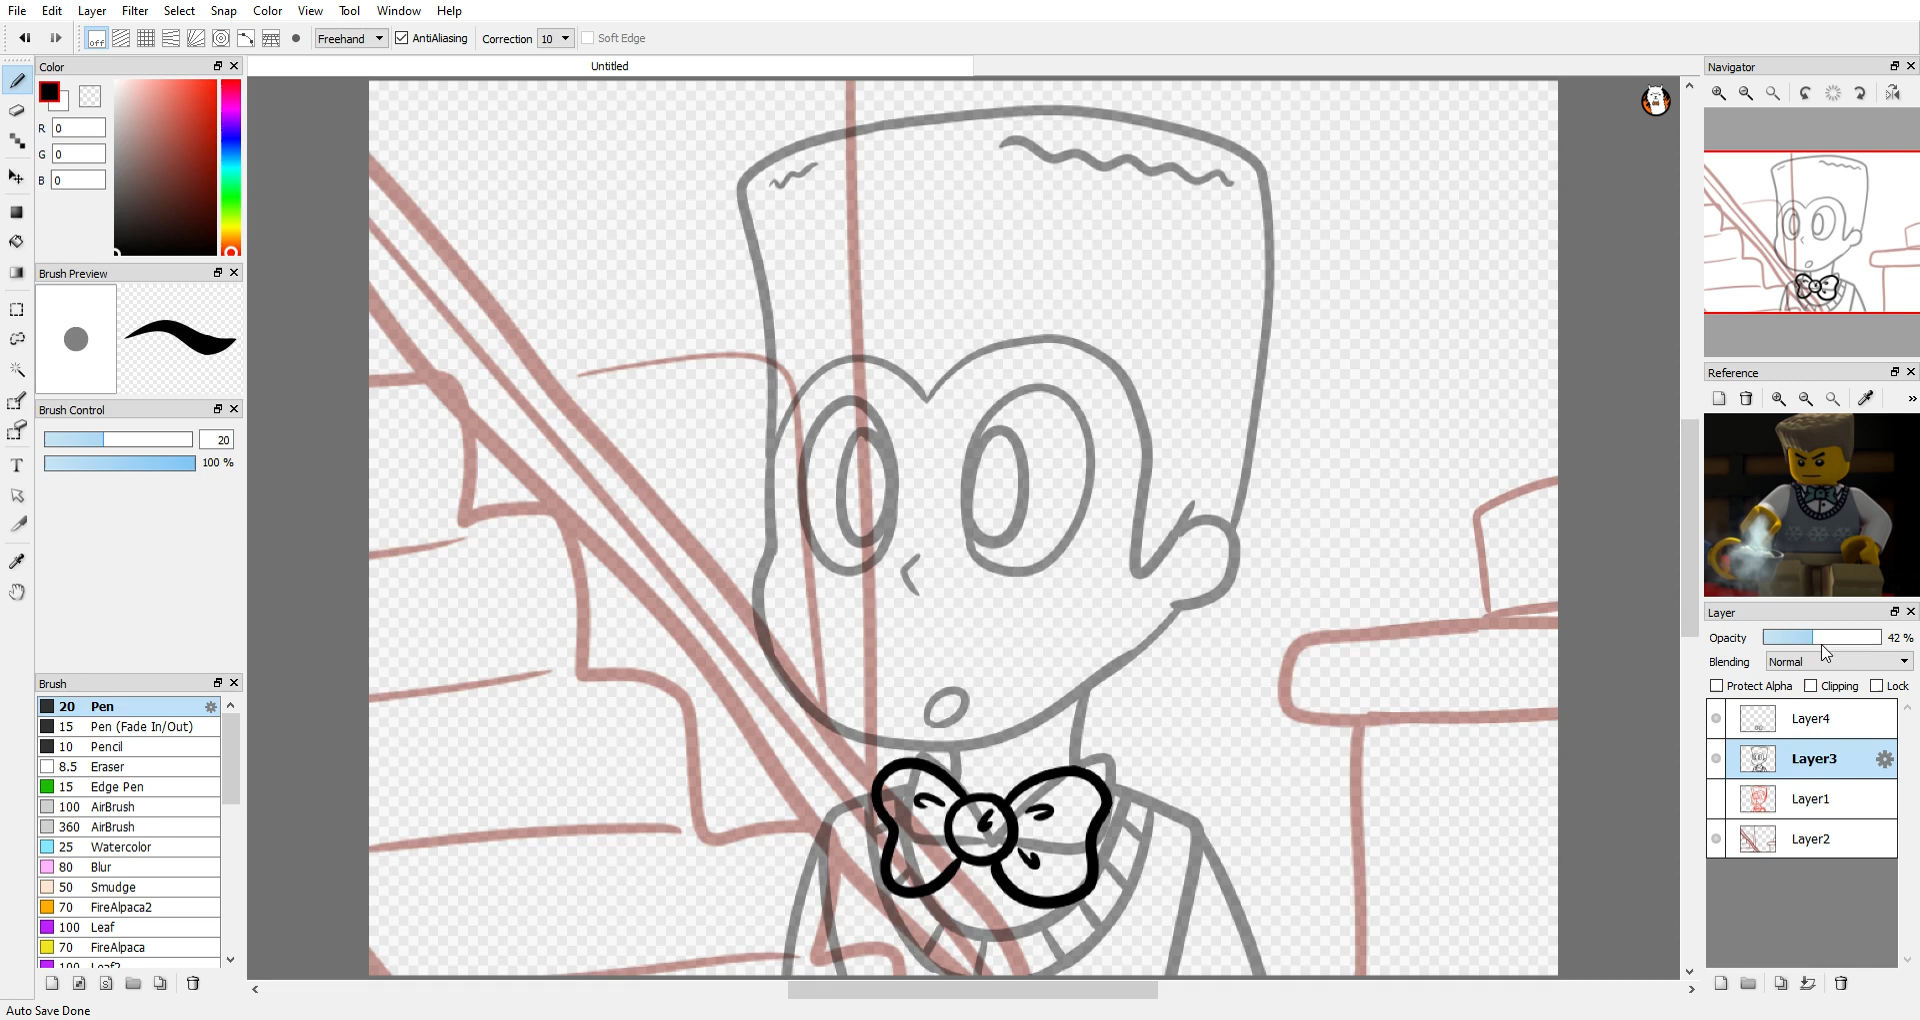 File Edit Layer Filter Select Snap Color View Tool Window Help
off Freehand AntiAliasing Correction 10 Soft Edge
Color
Untitled
Navigator
R 0
G 0
B 0
Brush Preview
Reference
»
Brush Control
20
100 %
Layer
Opacity 42 %
Blending Normal
Protect Alpha Clipping Lock
Layer4
Layer3
Layer1
Layer2
Brush
20 Pen
15 Pen (Fade In/Out)
10 Pencil
8.5 Eraser
15 Edge Pen
100 AirBrush
360 AirBrush
25 Watercolor
80 Blur
50 Smudge
70 FireAlpaca2
100 Leaf
70 FireAlpaca
100 Leaf2
T
S
Auto Save Done